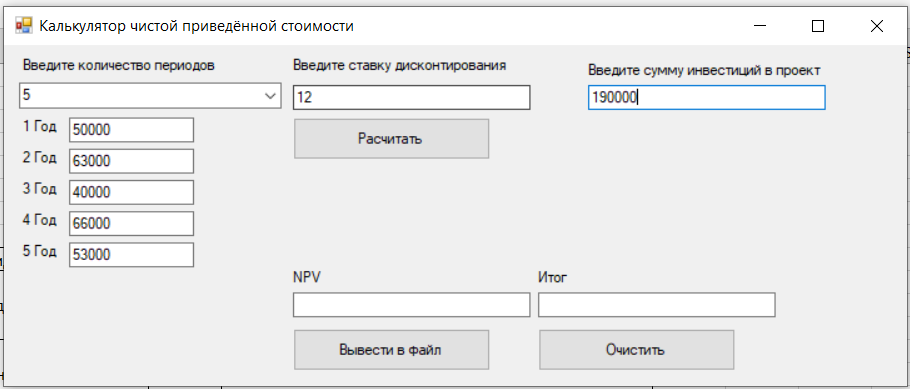 Калькулятор чистой приведённой стоимости
Введите количество периодов
5
Введите ставку дисконтирования
12
Введите сумму инвестиций в проект
190000
1 Год 50000
2 Год 63000
3 Год 40000
4 Год 66000
5 Год 53000
Расчитать
NPV
Итог
Вывести в файл
Очистить